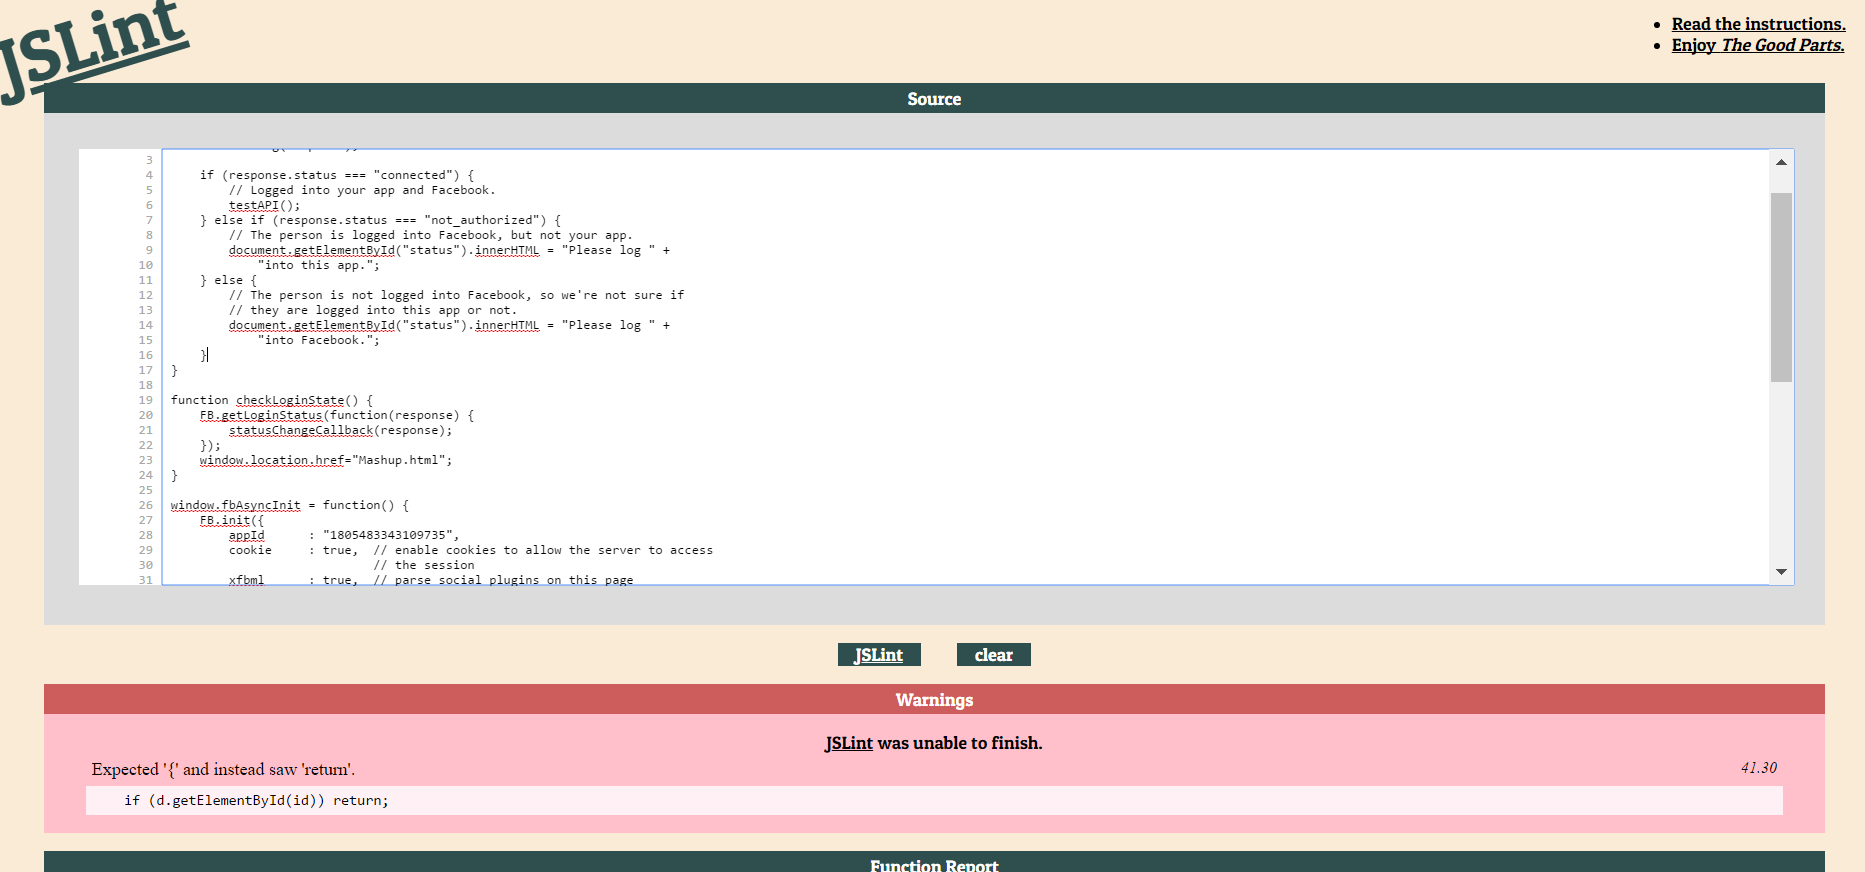 JSLint
Read the instructions.
Enjoy The Good Parts.
Source
3
4 if (response.status === "connected") {
5 // Logged into your app and Facebook.
6 testAPI();
7 } else if (response.status === "not_authorized") {
8 // The person is logged into Facebook, but not your app.
9 document.getElementById("status").innerHTML = "Please log " +
10 "into this app.";
11 } else {
12 // The person is not logged into Facebook, so we're not sure if
13 // they are logged into this app or not.
14 document.getElementById("status").innerHTML = "Please log " +
15 "into Facebook.";
16 }
17 }
18
19 function checkLoginState() {
20 FB.getLoginStatus(function(response) {
21 statusChangeCallback(response);
22 });
23 window.location.href="Mashup.html";
24 }
25
26 window.fbAsyncInit = function() {
27 FB.init({
28 appId : "1805483343109735",
29 cookie : true, // enable cookies to allow the server to access
30 // the session
31 xfbml : true, // parse social plugins on this page
JSLint clear
Warnings
JSLint was unable to finish.
Expected '{' and instead saw 'return'. 41.30
if (d.getElementById(id)) return;
Function Report